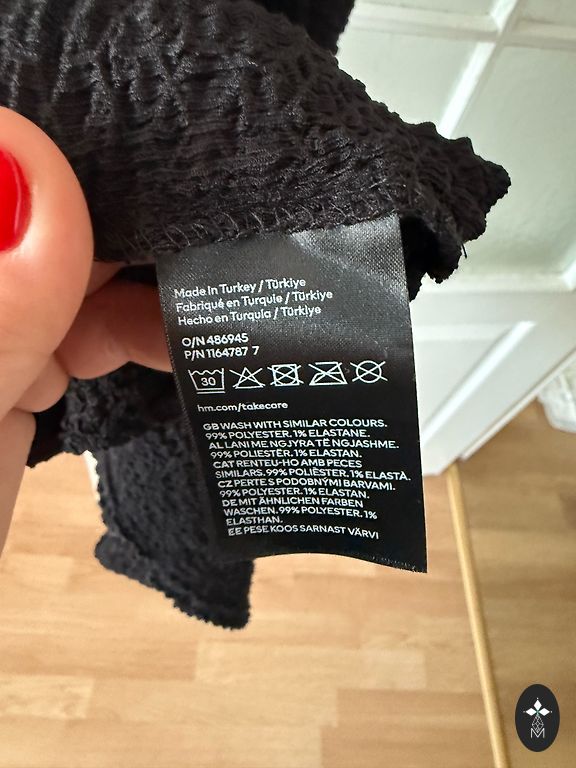 Made in Turkey / Türkiye
Fabriqué en Turquie / Türkiye
Hecho en Turquía / Türkiye
O/N 486945
P/N 1164787 7
30
hm.com/takecare
GB WASH WITH SIMILAR COLOURS.
99% POLYESTER. 1% ELASTANE.
AL LANI ME NGJYRA TË NGJASHME.
99% POLIESTËR. 1% ELASTAN.
CAT RENTEU-HO AMB PECES
SIMILARS. 99% POLIÈSTER. 1% ELASTÀ.
CZ PERTE S PODOBNÝMI BARVAMI.
99% POLYESTER. 1% ELASTAN.
DE MIT ÄHNLICHEN FARBEN
WASCHEN. 99% POLYESTER. 1%
ELASTHAN.
EE PESE KOOS SARNAST VÄRVI
M